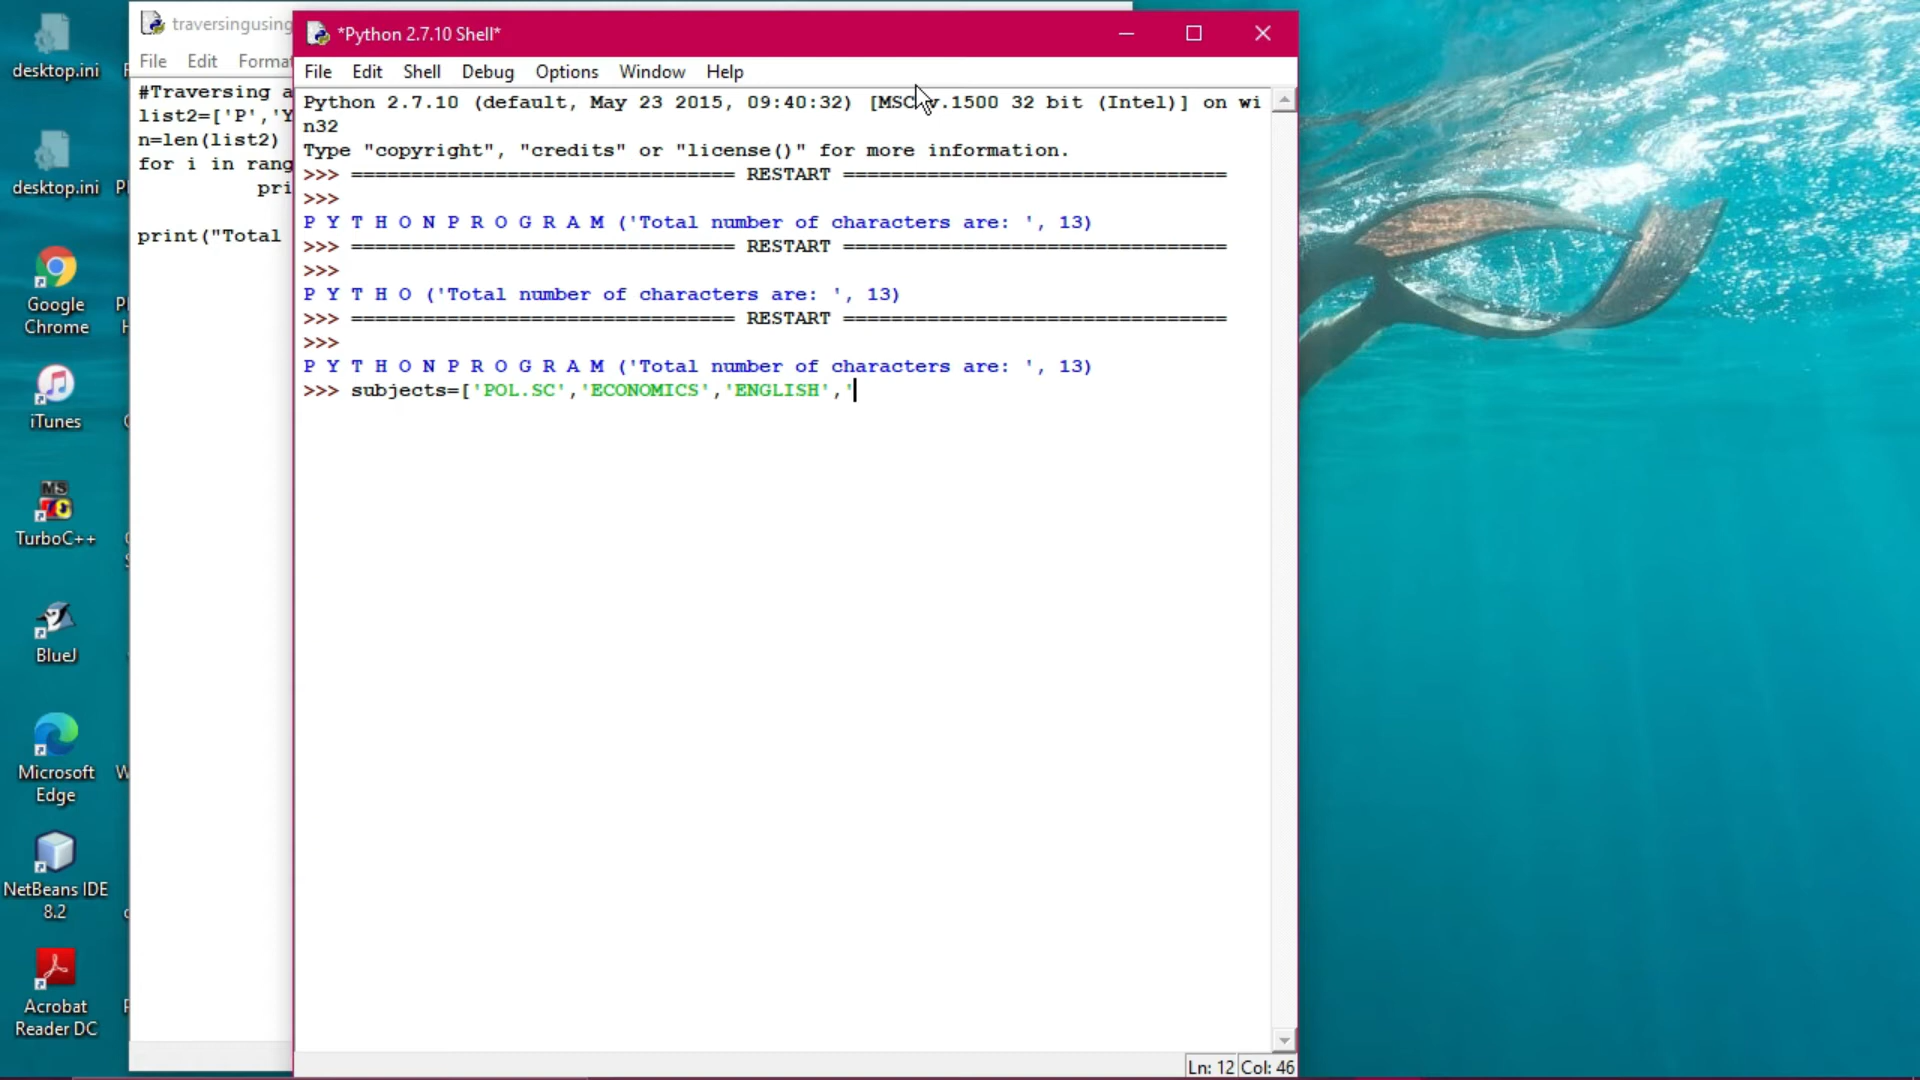 desktop.ini
desktop.ini
Google
Chrome
iTunes
MS
TurboC++
BlueJ
Microsoft
Edge
NetBeans IDE
8.2
Acrobat
Reader DC
traversingusing
File Edit Format
#Traversing a
list2=['P','Y
n=len(list2)
for i in rang
pri
print("Total
*Python 2.7.10 Shell*
File Edit Shell Debug Options Window Help
Python 2.7.10 (default, May 23 2015, 09:40:32) [MSC v.1500 32 bit (Intel)] on wi
n32
Type "copyright", "credits" or "license()" for more information.
>>> ================================ RESTART ================================
>>>
P Y T H O N P R O G R A M ('Total number of characters are: ', 13)
>>> ================================ RESTART ================================
>>>
P Y T H O ('Total number of characters are: ', 13)
>>> ================================ RESTART ================================
>>>
P Y T H O N P R O G R A M ('Total number of characters are: ', 13)
>>> subjects=['POL.SC','ECONOMICS','ENGLISH','
Ln: 12 Col: 46